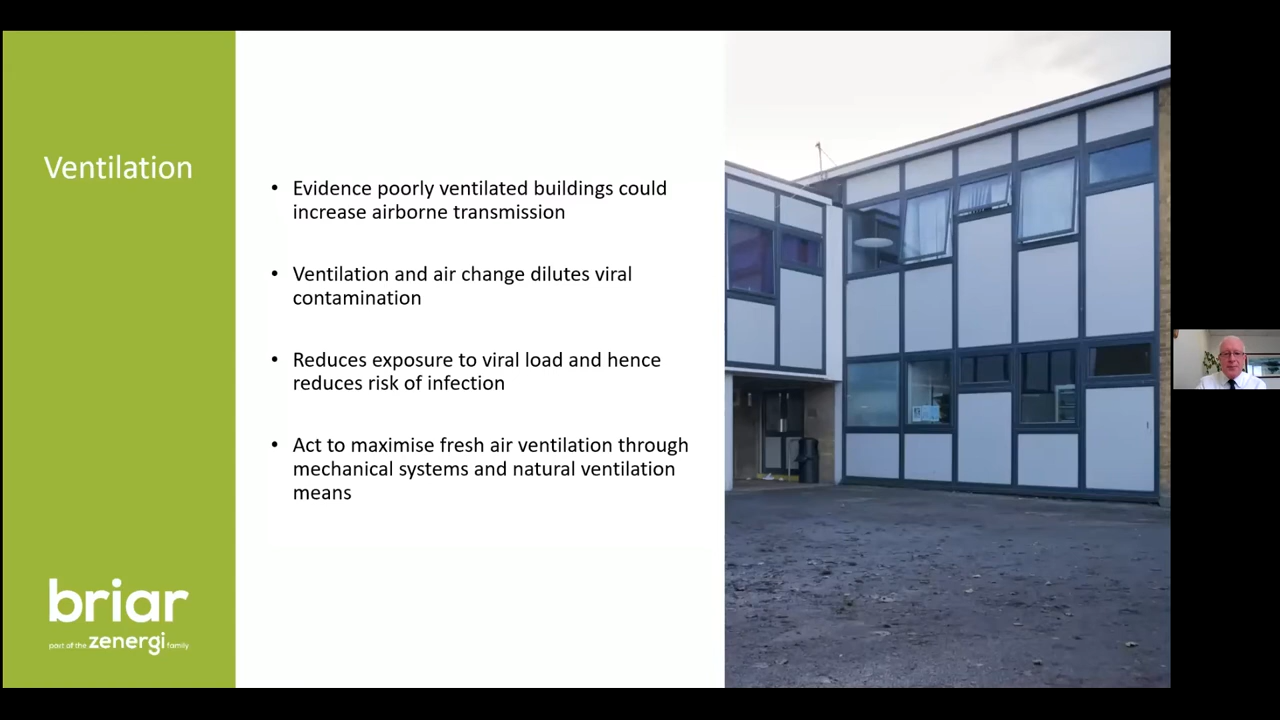 Ventilation
• Evidence poorly ventilated buildings could
increase airborne transmission
• Ventilation and air change dilutes viral
contamination
• Reduces exposure to viral load and hence
reduces risk of infection
• Act to maximise fresh air ventilation through
mechanical systems and natural ventilation
means
briar
part of the zenergi family